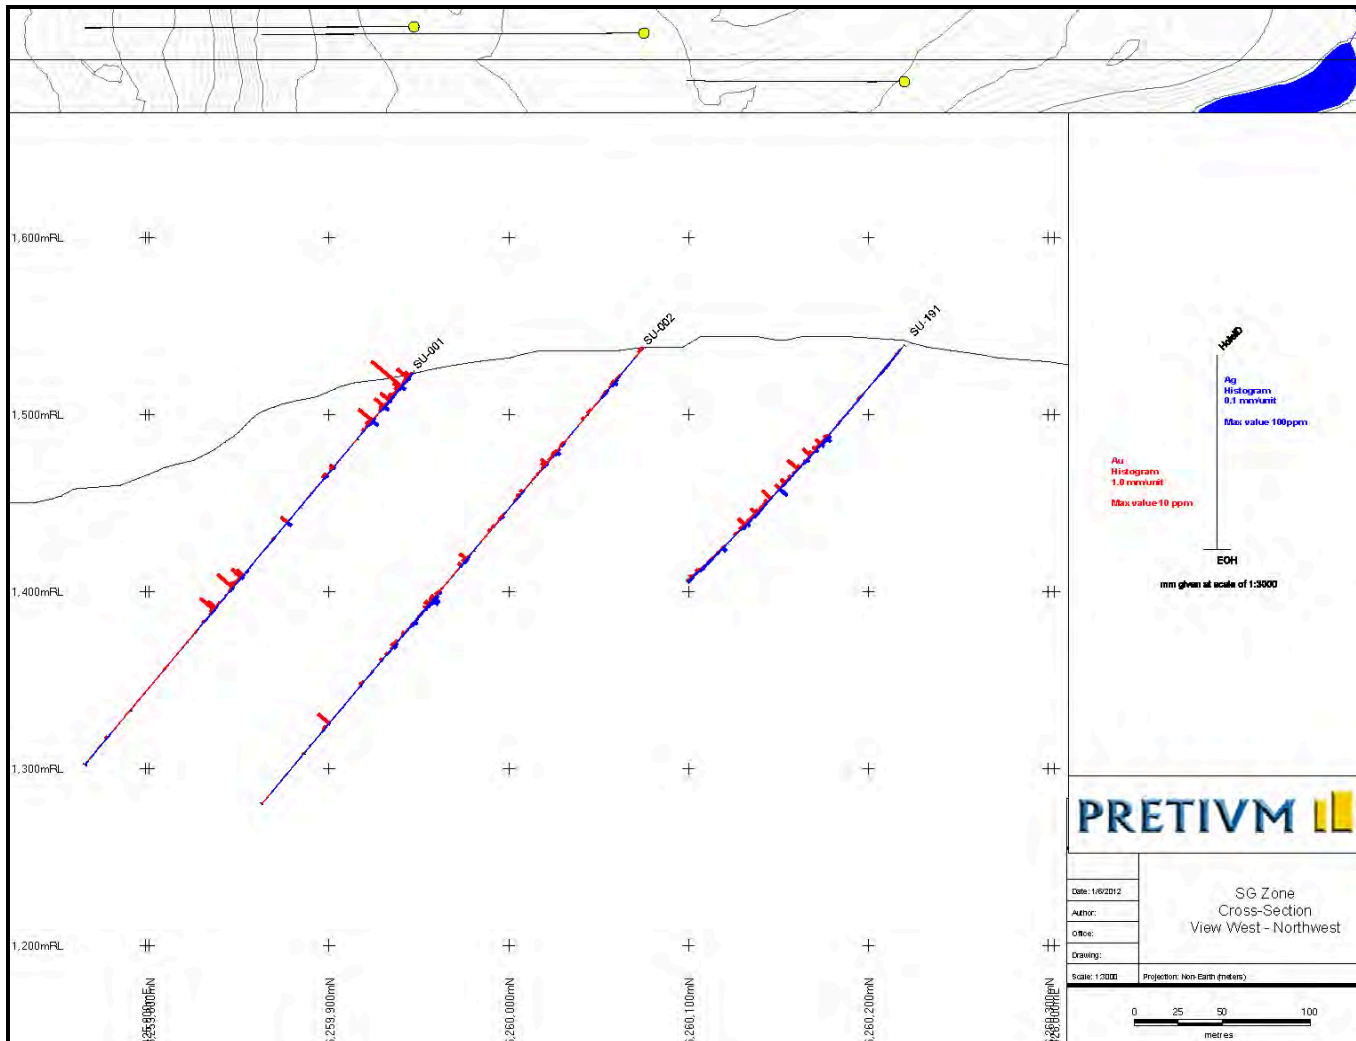 1,600mRL
1,500mRL
1,400mRL
1,300mRL
1,200mRL
SU-001
SU-002
SU-191
HoleID
Ag
Histogram
0.1 mm/unit
Max value 100ppm
Au
Histogram
1.0 mm/unit
Max value 10 ppm
EOH
mm given at scale of 1:3000
PRETIVM
Date: 1/6/2012
Author:
Office:
Drawing:
Scale: 1:3000
SG Zone
Cross-Section
View West - Northwest
Projection: Non-Earth (meters)
0 25 50 100
metres
,259,900mN
,260,000mN
,260,100mN
,260,200mN